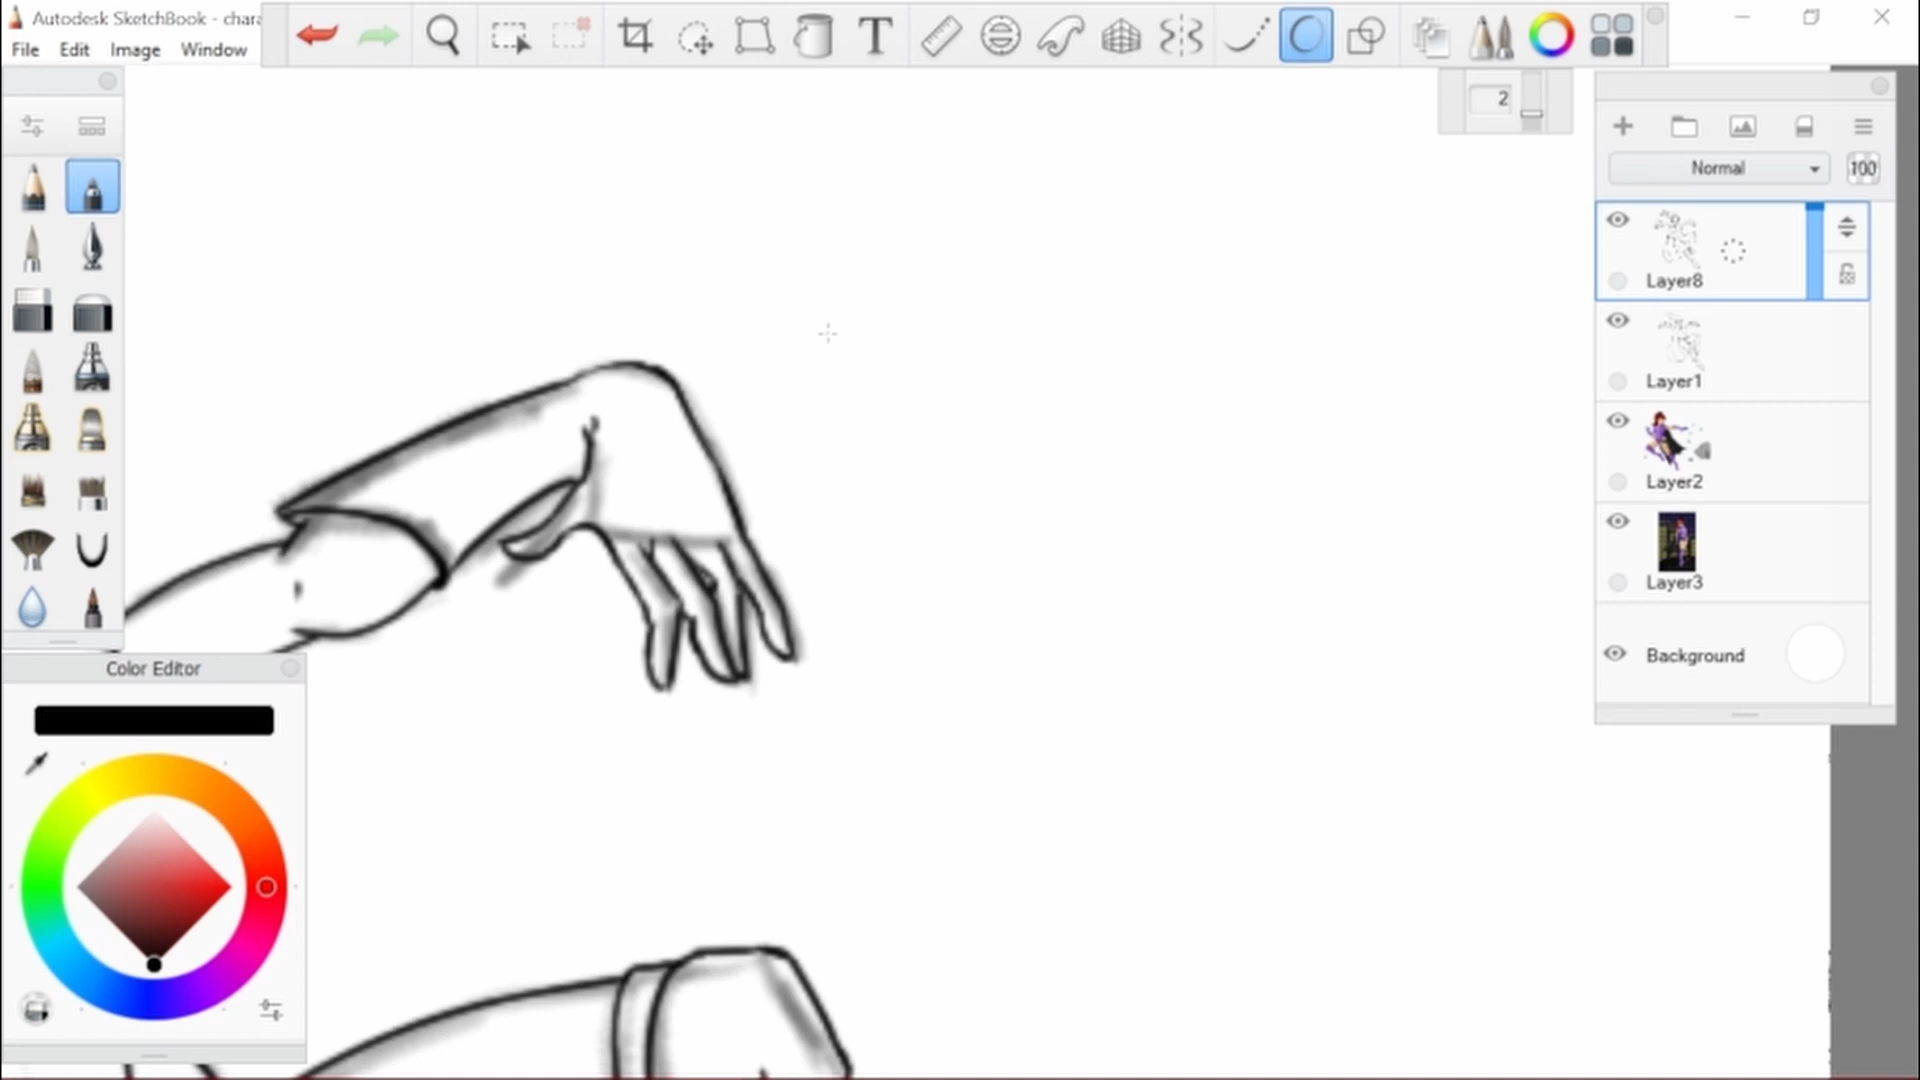 Autodesk SketchBook - chara
File Edit Image Window
T
2
Normal 100
Layer8
Layer1
Layer2
Layer3
Background
Color Editor